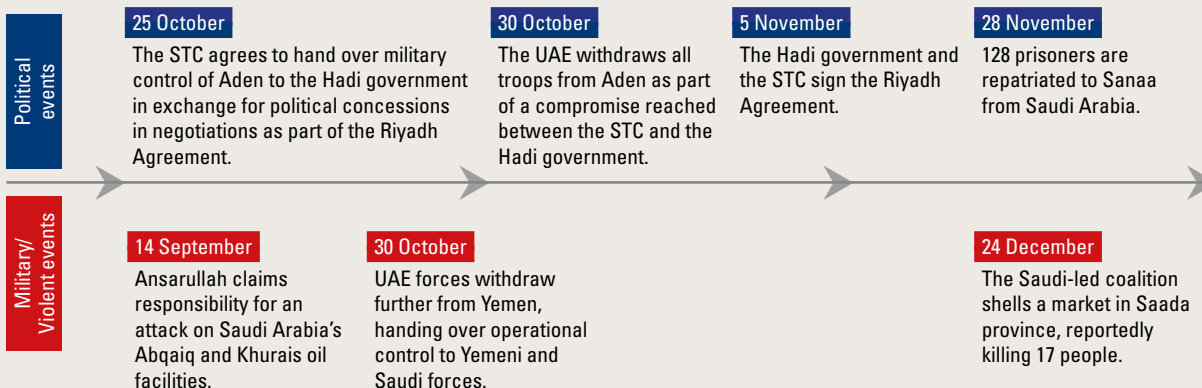 Political
events
25 October
The STC agrees to hand over military
control of Aden to the Hadi government
in exchange for political concessions
in negotiations as part of the Riyadh
Agreement.
30 October
The UAE withdraws all
troops from Aden as part
of a compromise reached
between the STC and the
Hadi government.
5 November
The Hadi government and
the STC sign the Riyadh
Agreement.
28 November
128 prisoners are
repatriated to Sanaa
from Saudi Arabia.
Military/
Violent events
14 September
Ansarullah claims
responsibility for an
attack on Saudi Arabia’s
Abqaiq and Khurais oil
facilities.
30 October
UAE forces withdraw
further from Yemen,
handing over operational
control to Yemeni and
Saudi forces.
24 December
The Saudi-led coalition
shells a market in Saada
province, reportedly
killing 17 people.